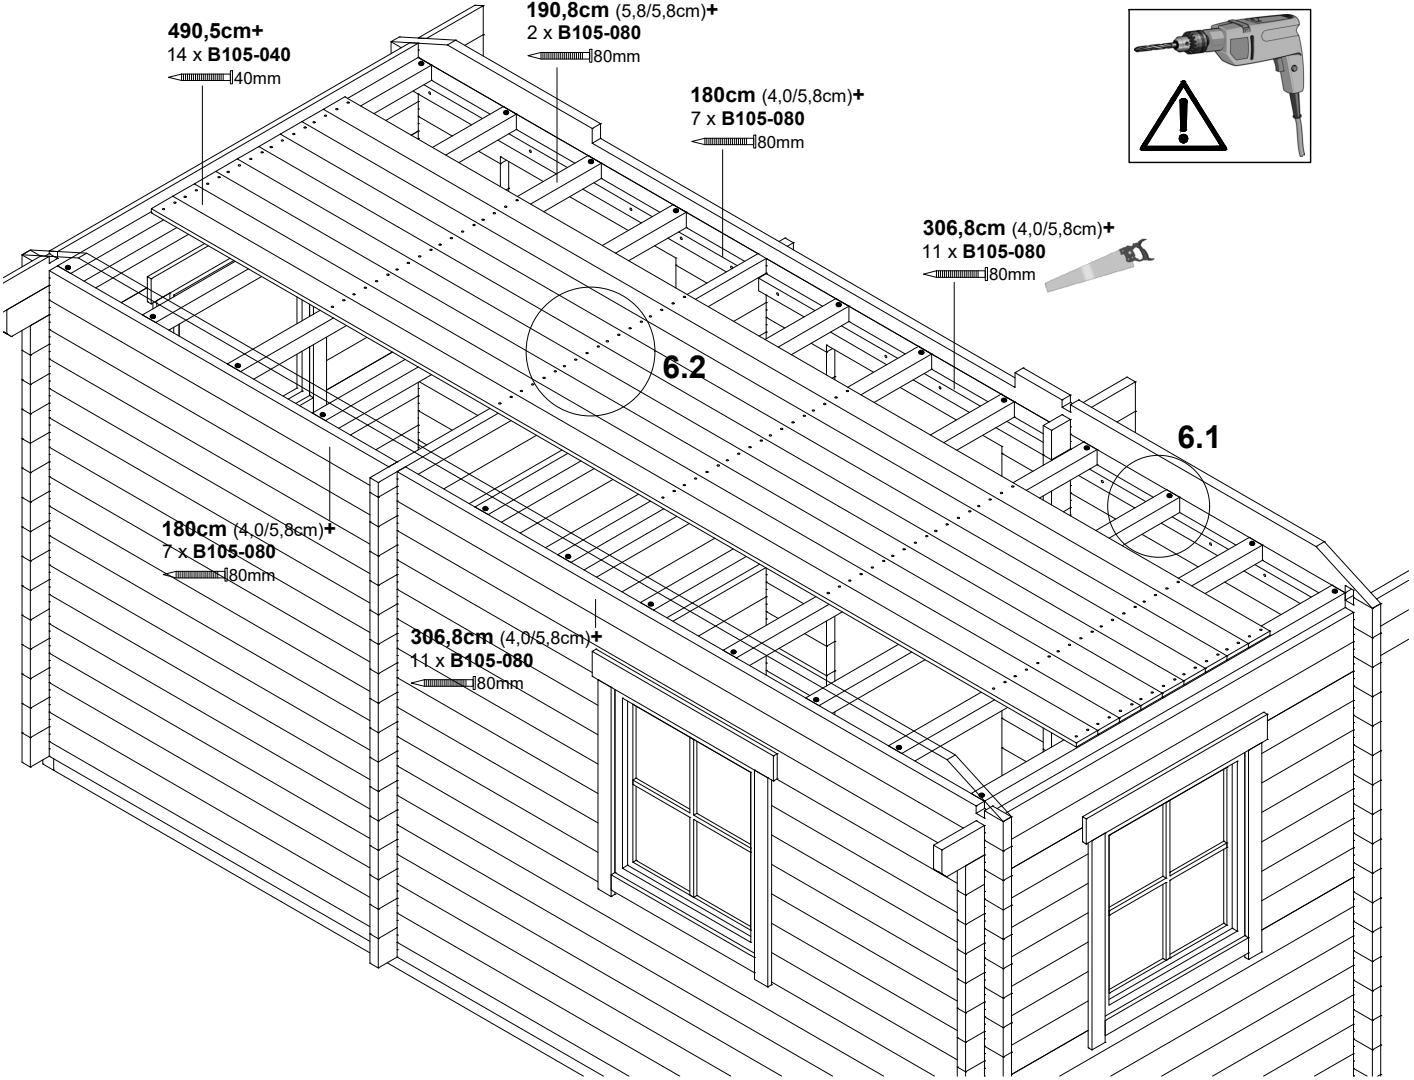 490,5cm+
14 x B105-040
40mm
190,8cm (5,8/5,8cm)+
2 x B105-080
80mm
180cm (4,0/5,8cm)+
7 x B105-080
80mm
306,8cm (4,0/5,8cm)+
11 x B105-080
80mm
6.2
6.1
180cm (4,0/5,8cm)+
7 x B105-080
80mm
306,8cm (4,0/5,8cm)+
11 x B105-080
80mm